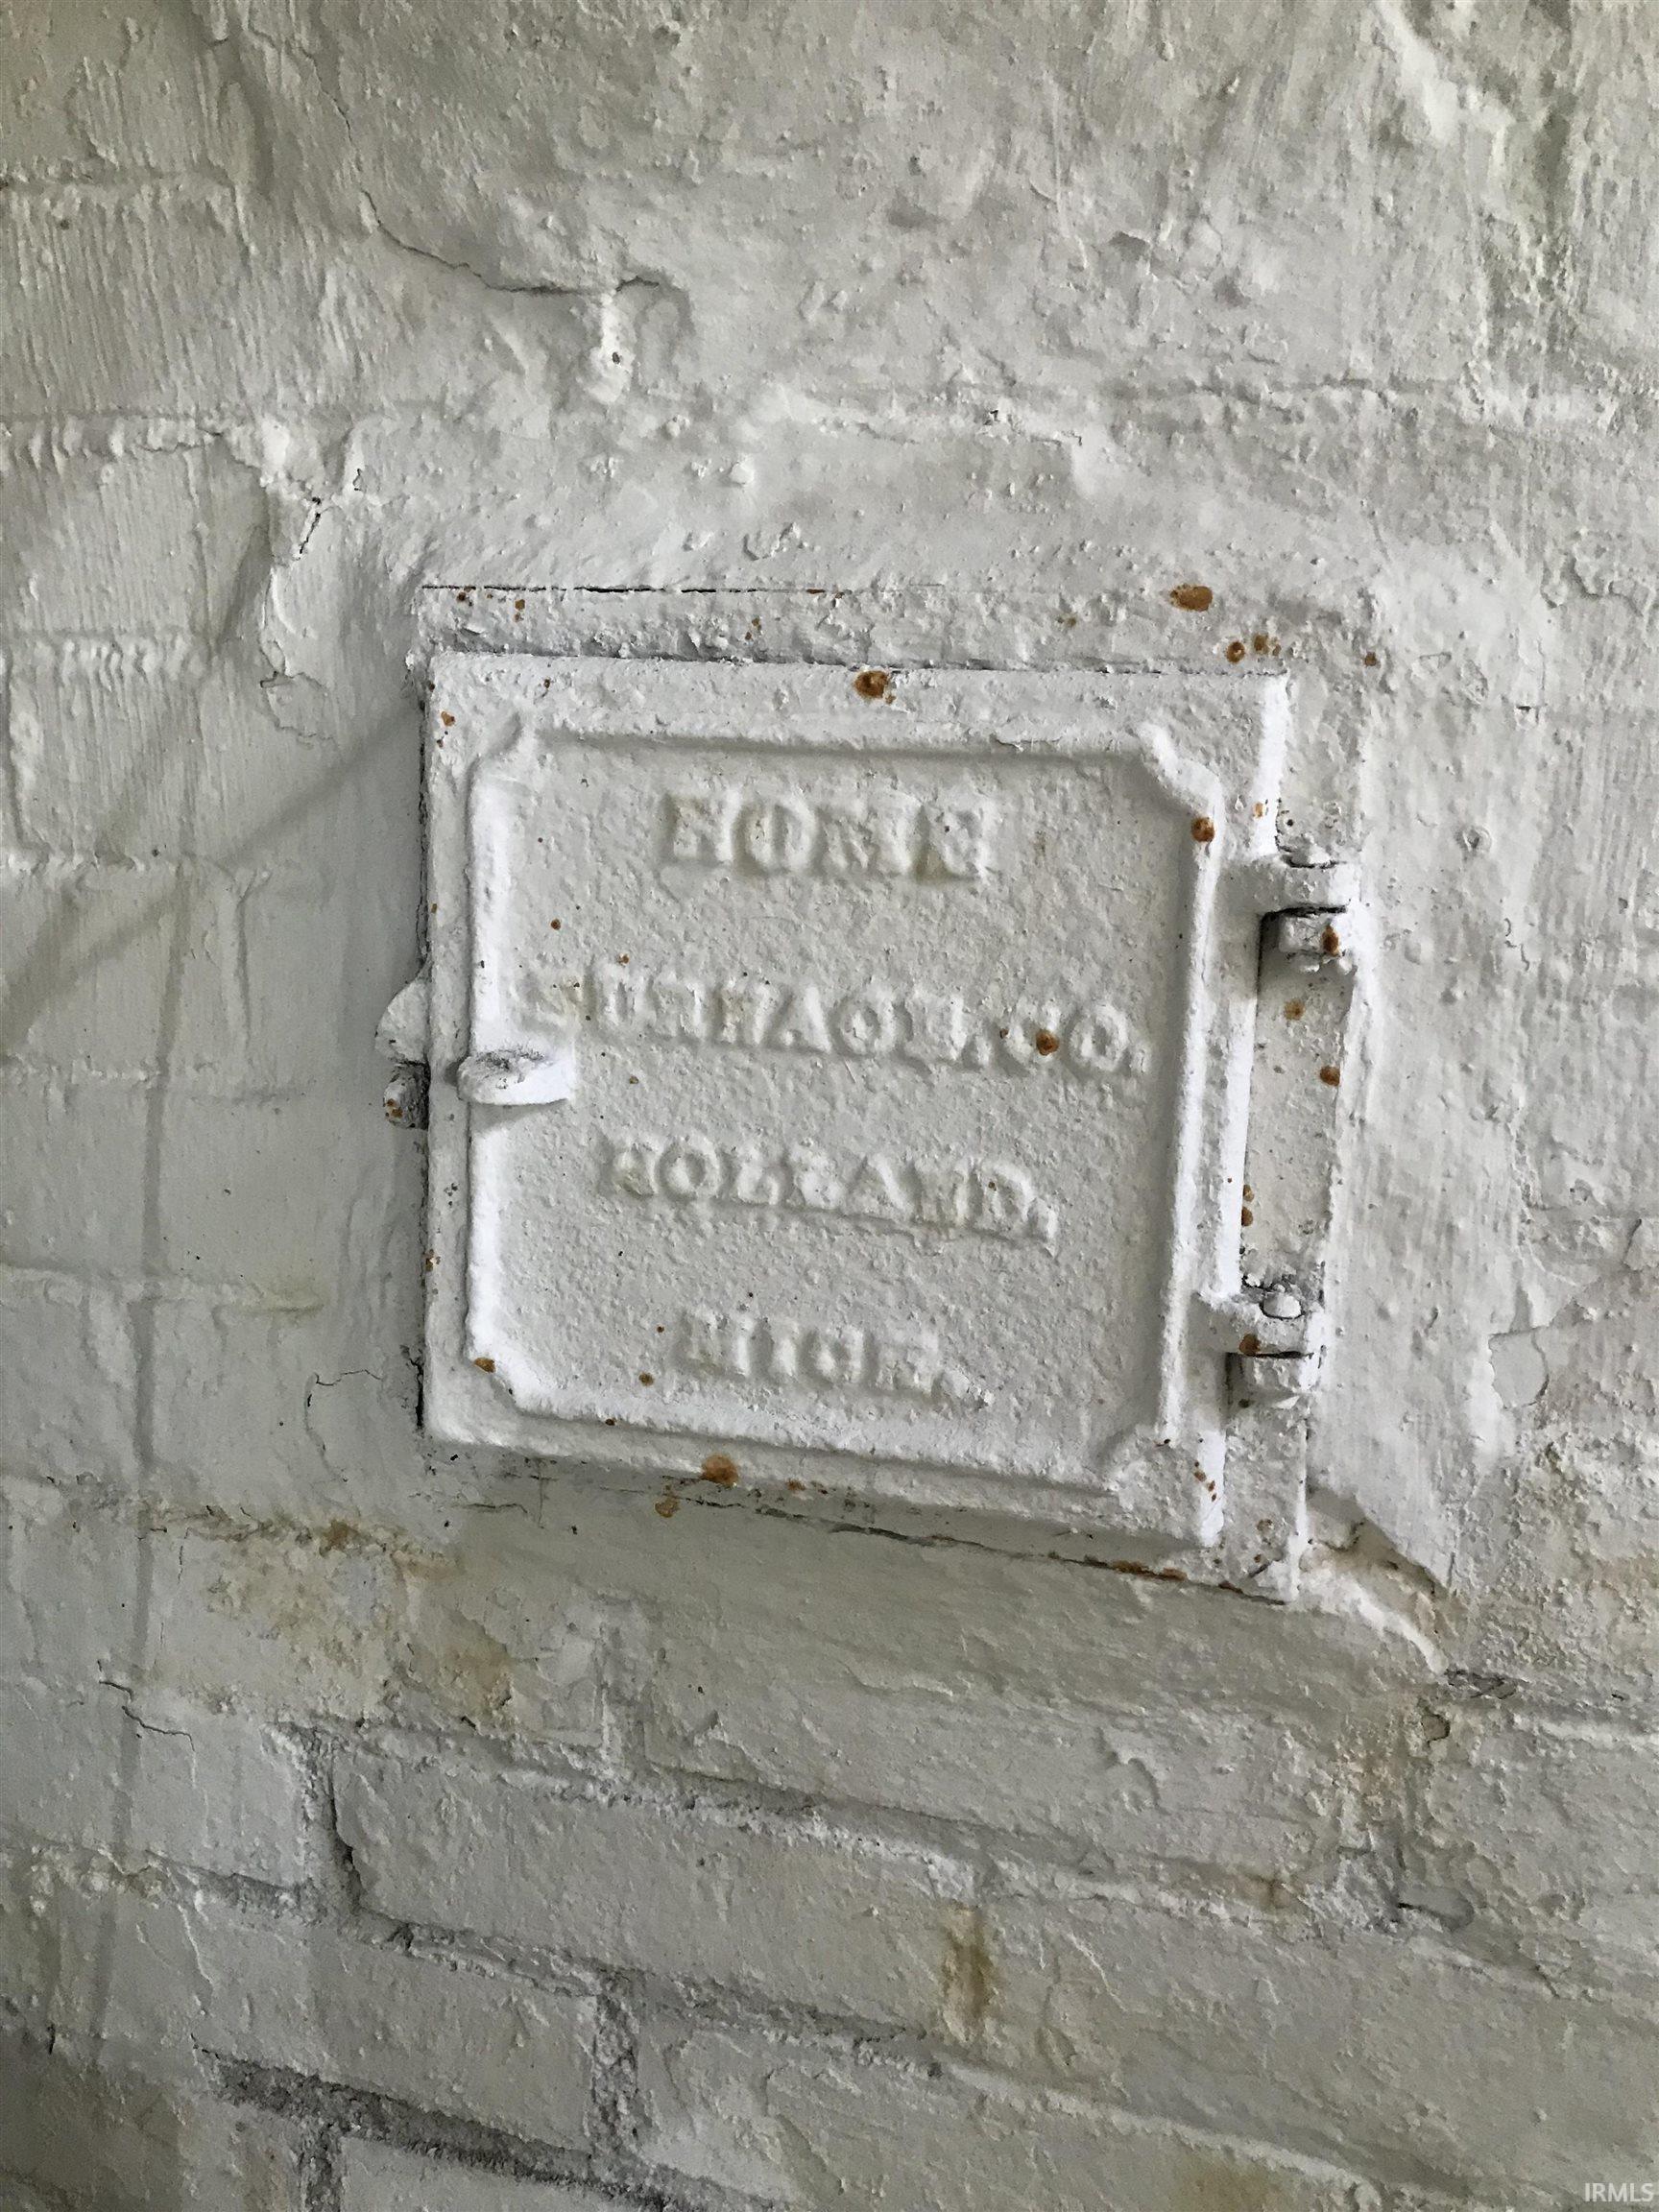 HOME
FURNACE.CO.
HOLLAND,
MICH.
IRMLS